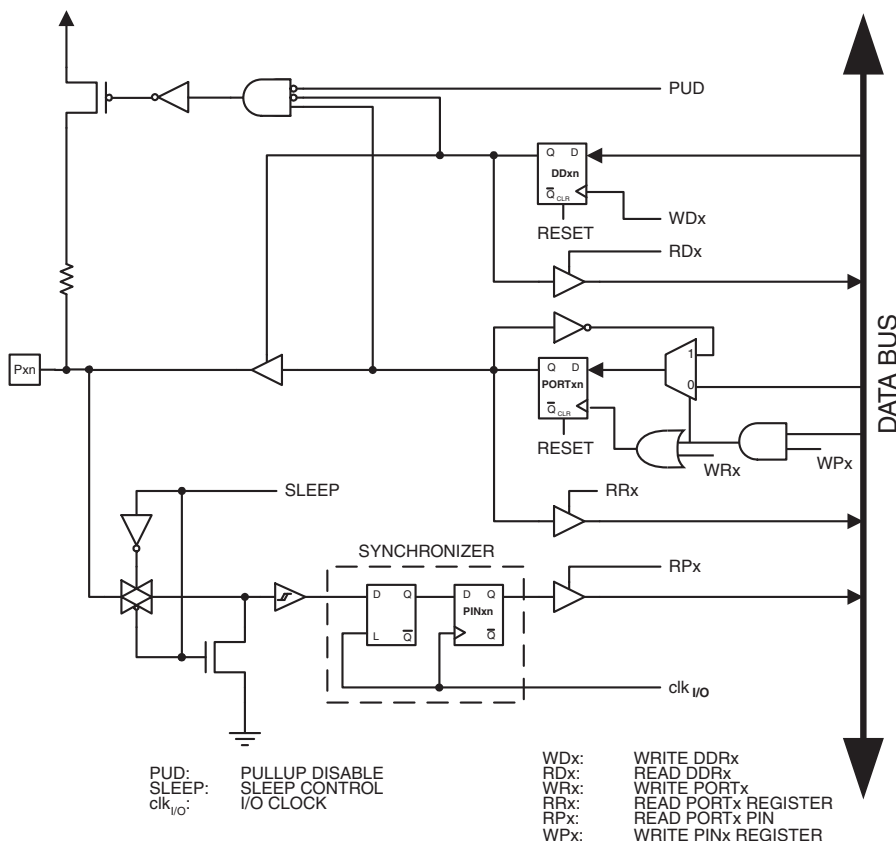 PUD
Q D
DDxn
Q CLR
WDx
RESET
RDx
Pxn
1
Q D
PORTxn
0
Q CLR
RESET
WRx
WPx
DATA BUS
SLEEP
RRx
SYNCHRONIZER
RPx
D Q
D Q
PINxn
L Q
Q
clk I/O
PUD: PULLUP DISABLE
SLEEP: SLEEP CONTROL
clkI/O: I/O CLOCK
WDx: WRITE DDRx
RDx: READ DDRx
WRx: WRITE PORTx
RRx: READ PORTx REGISTER
RPx: READ PORTx PIN
WPx: WRITE PINx REGISTER